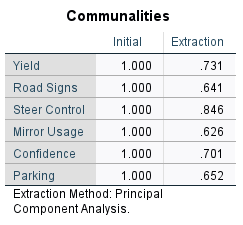 Communalities
Initial Extraction
Yield 1.000 .731
Road Signs 1.000 .641
Steer Control 1.000 .846
Mirror Usage 1.000 .626
Confidence 1.000 .701
Parking 1.000 .652
Extraction Method: Principal
Component Analysis.